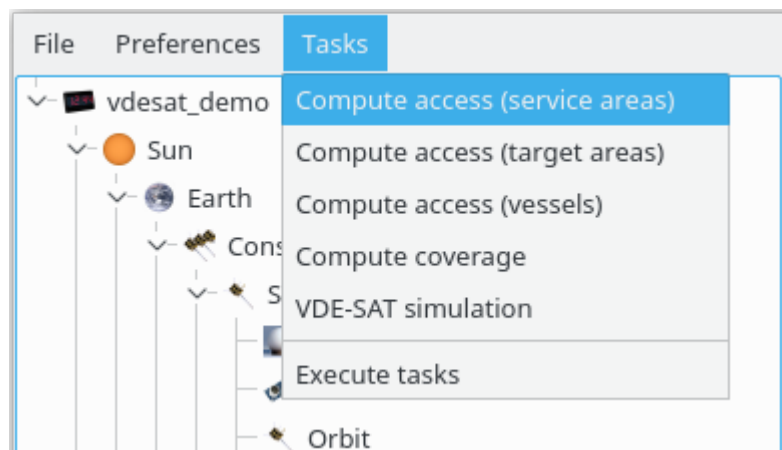 File Preferences Tasks
vdesat_demo
Compute access (service areas)
Sun
Compute access (target areas)
Earth
Compute access (vessels)
Cons
Compute coverage
S
VDE-SAT simulation
Execute tasks
Orbit